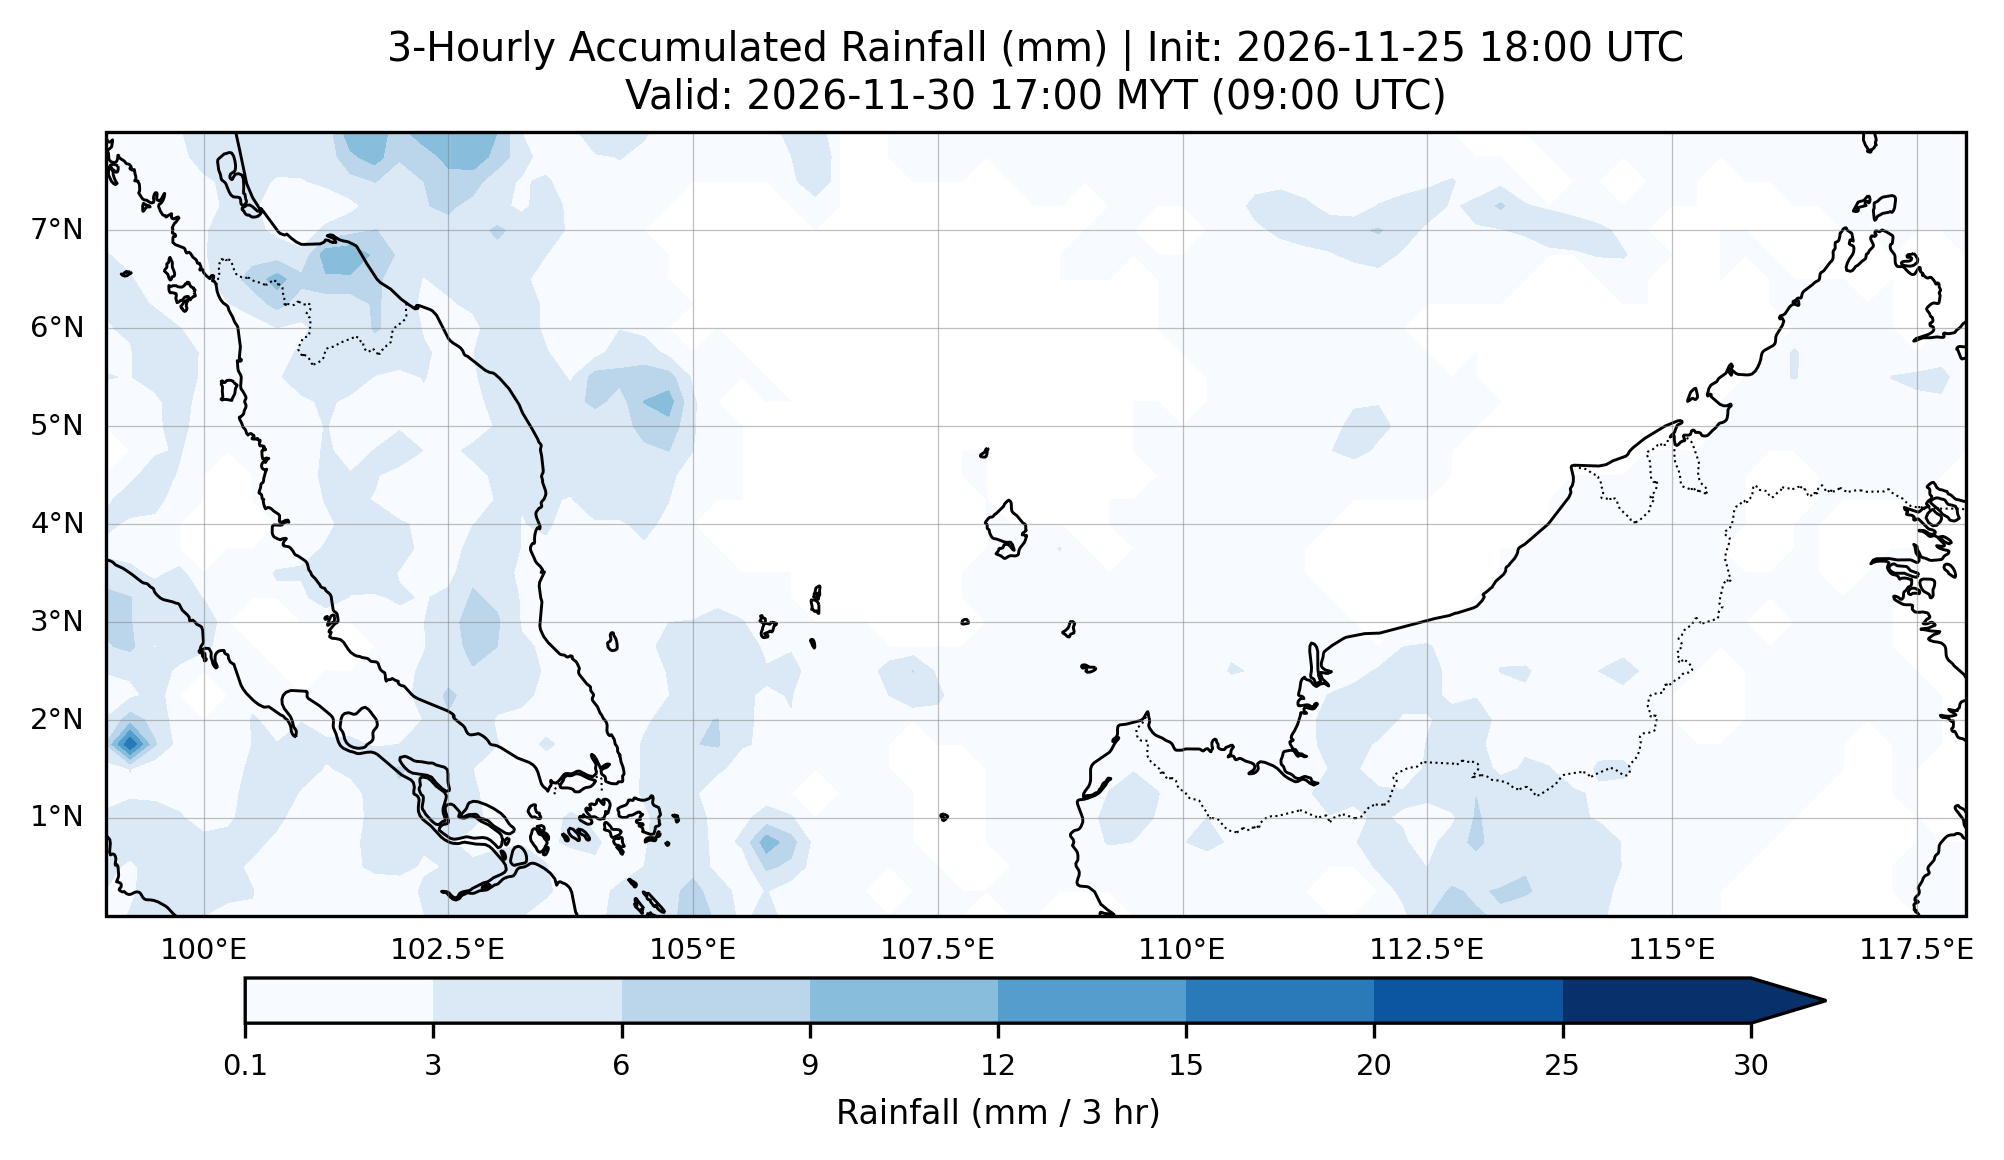 3-Hourly Accumulated Rainfall (mm) | Init: 2026-11-25 18:00 UTC
Valid: 2026-11-30 17:00 MYT (09:00 UTC)
7°N
6°N
5°N
4°N
3°N
2°N
1°N
100°E 102.5°E 105°E 107.5°E 110°E 112.5°E 115°E 117.5°E
0.1 3 6 9 12 15 20 25 30
Rainfall (mm / 3 hr)